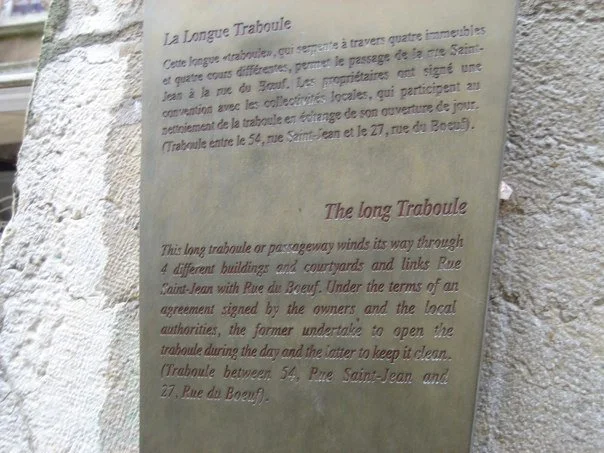 La Longue Traboule
Cette longue «traboule», qui serpente à travers quatre immeubles
et quatre cours différentes, permet le passage de la rue Saint-
Jean à la rue du Bœuf. Les propriétaires ont signé une
convention avec les collectivités locales, qui participent au
nettoiement de la traboule en échange de son ouverture de jour.
(Traboule entre le 54, rue Saint-Jean et le 27, rue du Boeuf).
The long Traboule
This long traboule or passageway winds its way through
4 different buildings and courtyards and links Rue
Saint-Jean with Rue du Boeuf. Under the terms of an
agreement signed by the owners and the local
authorities, the former undertake to open the
traboule during the day and the latter to keep it clean.
(Traboule between 54, Rue Saint-Jean and
27, Rue du Boeuf).